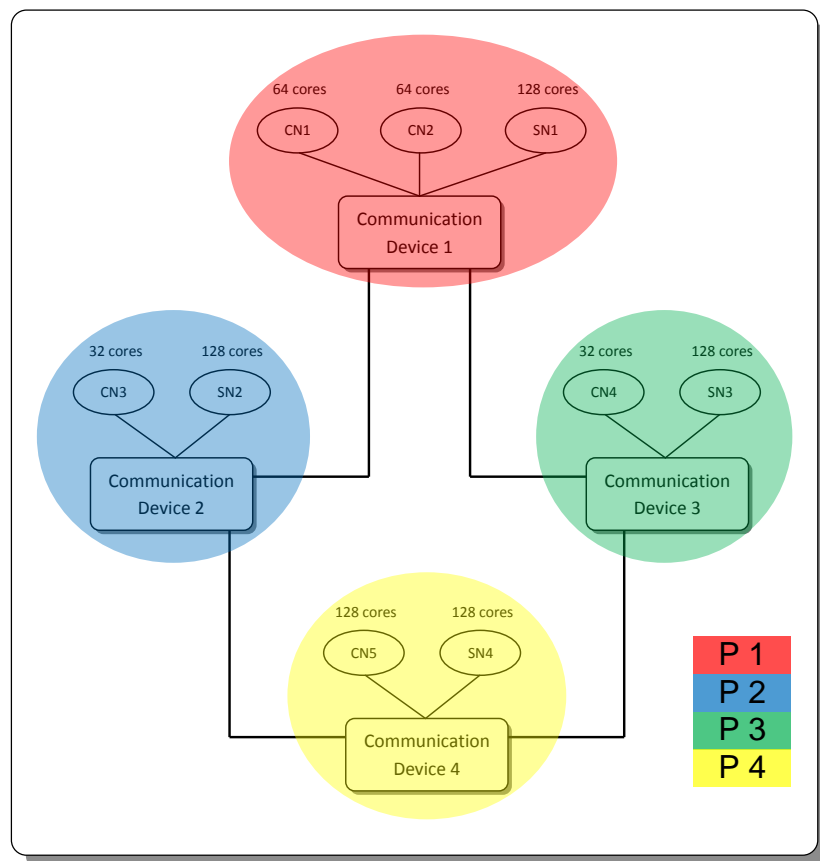 64 cores
64 cores
128 cores
CN1
CN2
SN1
Communication
Device 1
32 cores
128 cores
CN3
SN2
Communication
Device 2
32 cores
128 cores
CN4
SN3
Communication
Device 3
128 cores
128 cores
CN5
SN4
Communication
Device 4
P 1
P 2
P 3
P 4